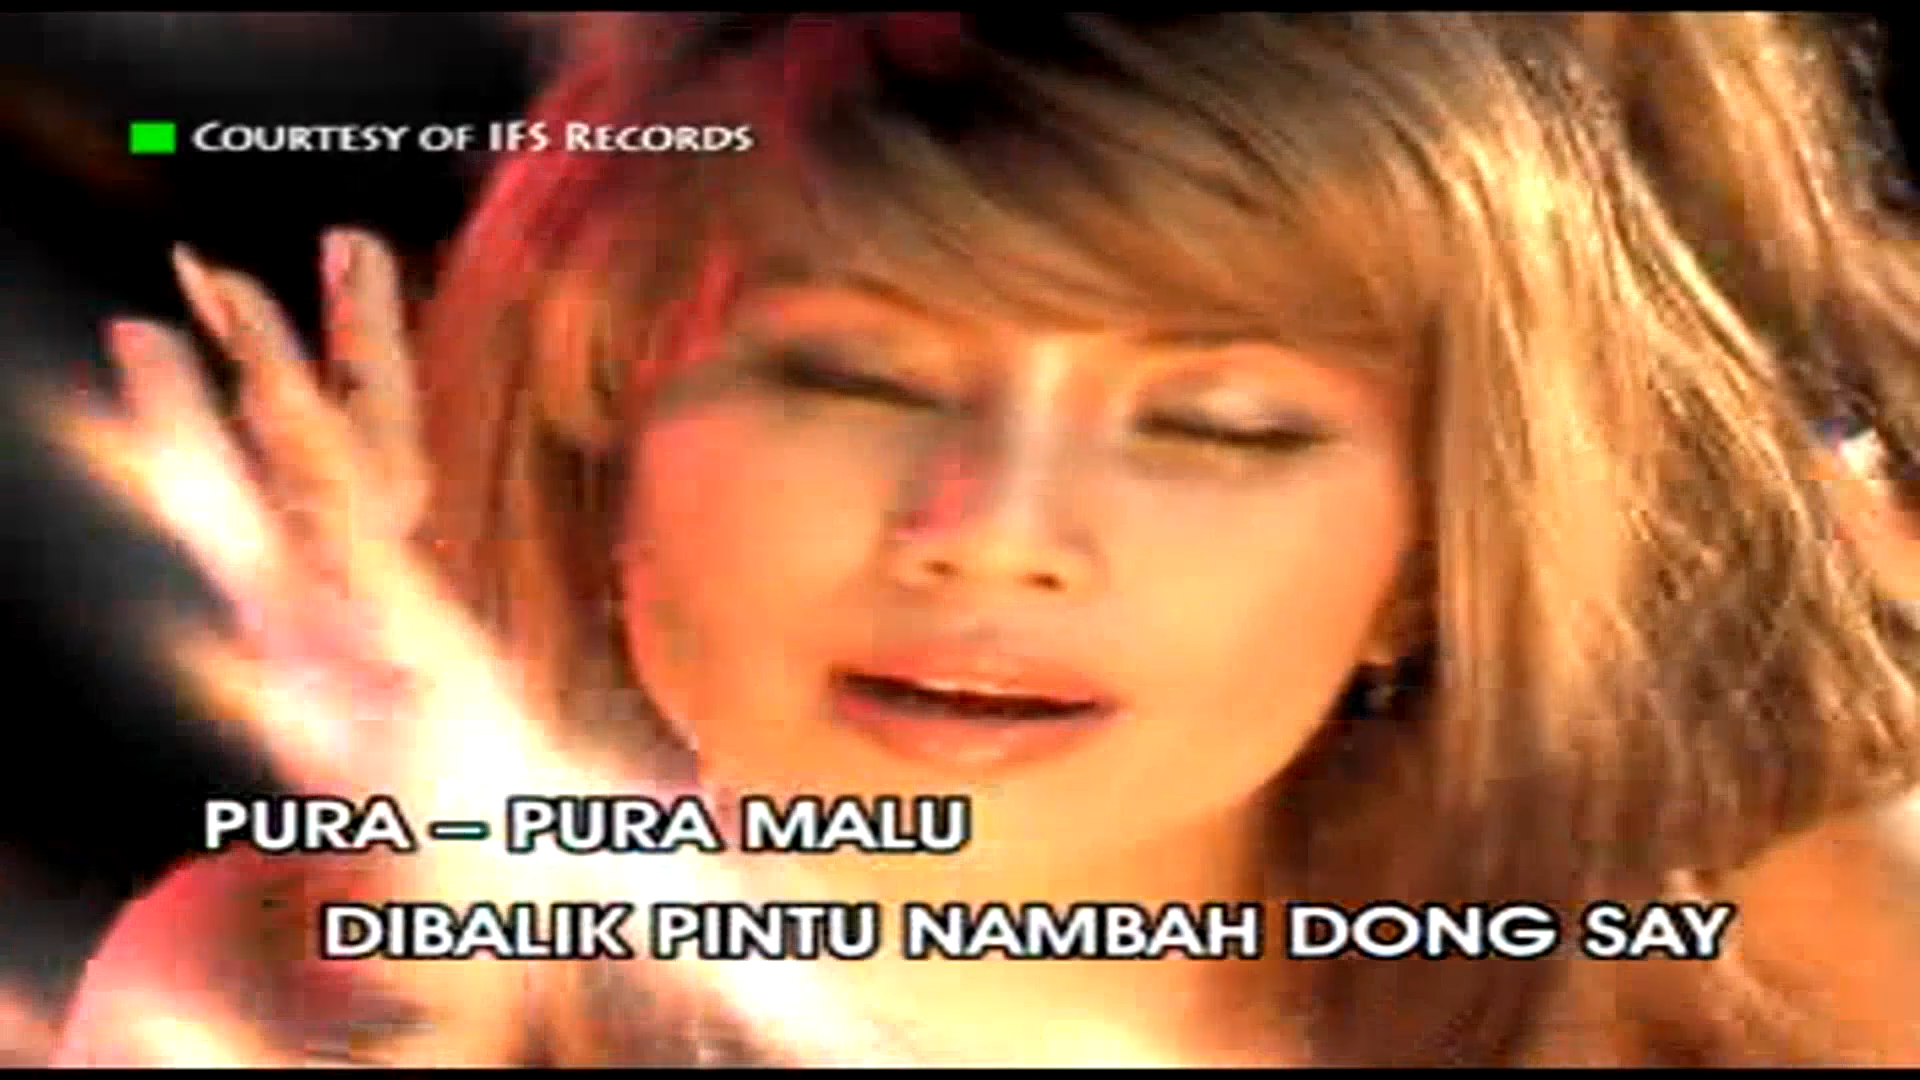 COURTESY OF IFS RECORDS
PURA – PURA MALU
DIBALIK PINTU NAMBAH DONG SAY